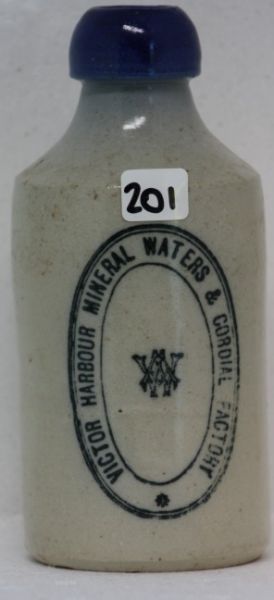 201
VICTOR HARBOUR MINERAL WATERS & CORDIAL FACTORY